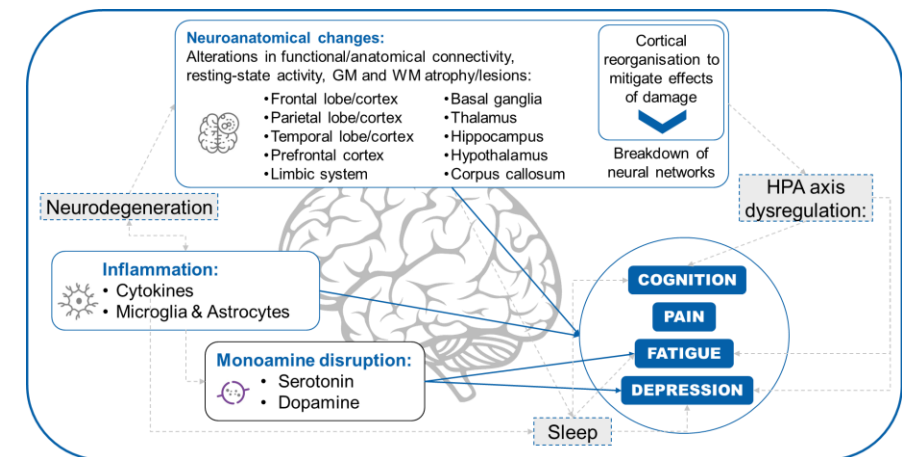 Neuroanatomical changes:
Alterations in functional/anatomical connectivity,
resting-state activity, GM and WM atrophy/lesions:
•Frontal lobe/cortex
•Parietal lobe/cortex
•Temporal lobe/cortex
•Prefrontal cortex
•Limbic system
•Basal ganglia
•Thalamus
•Hippocampus
•Hypothalamus
•Corpus callosum
Cortical
reorganisation to
mitigate effects
of damage
Breakdown of
neural networks
Neurodegeneration
HPA axis
dysregulation:
Inflammation:
• Cytokines
• Microglia & Astrocytes
COGNITION
PAIN
FATIGUE
DEPRESSION
Monoamine disruption:
• Serotonin
• Dopamine
Sleep